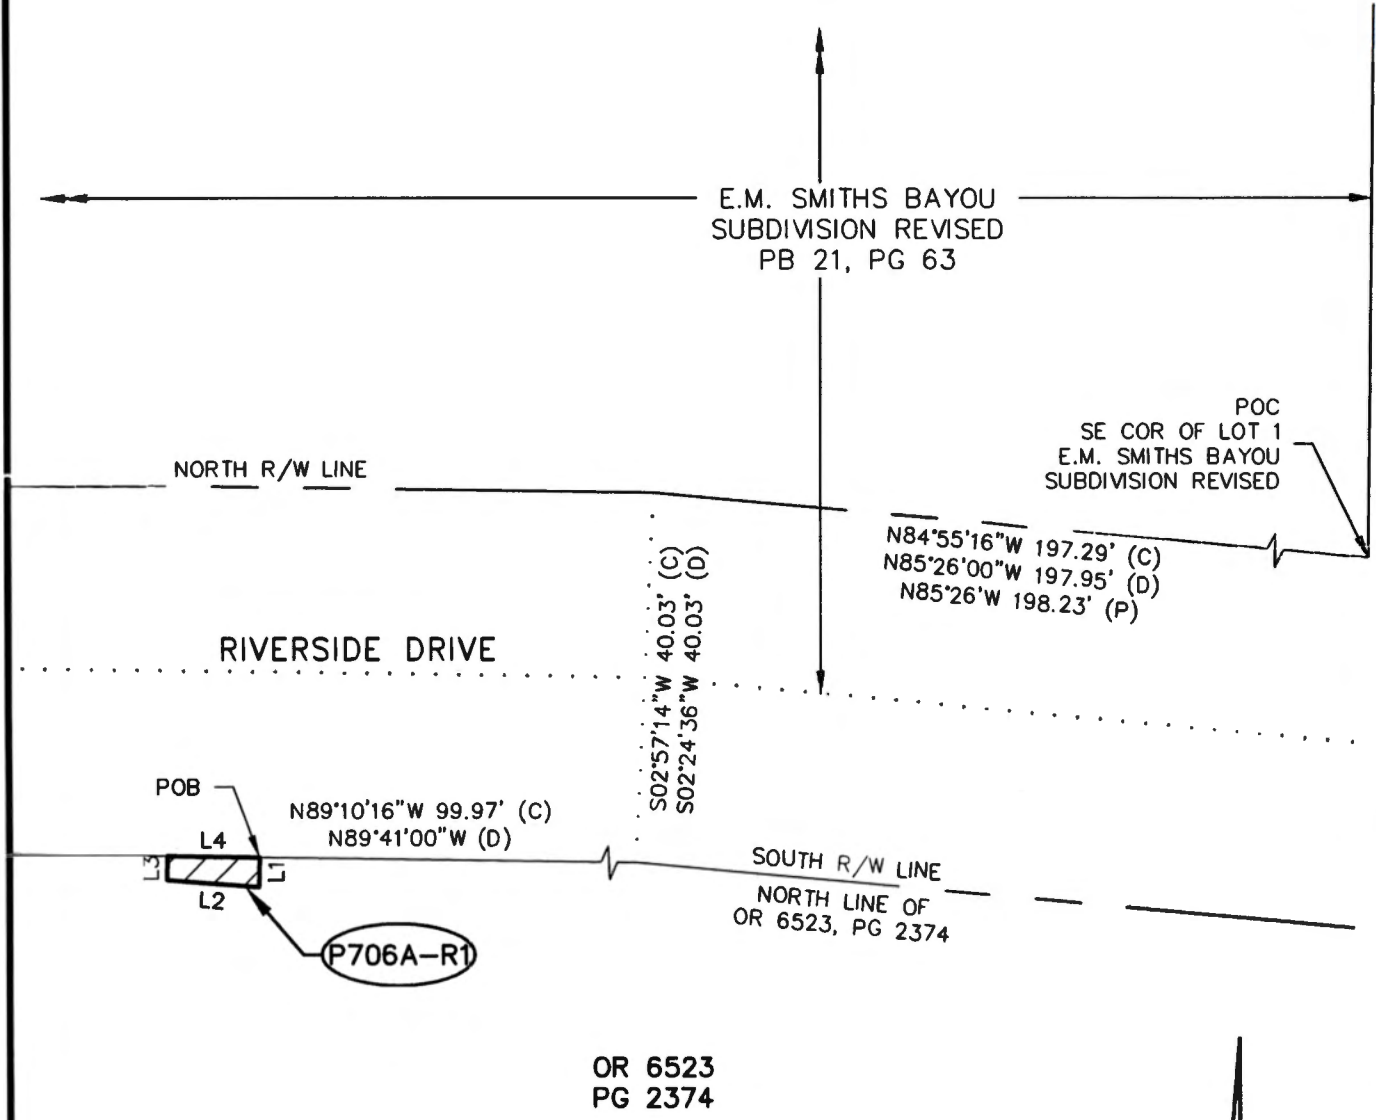 E.M. SMITHS BAYOU
SUBDIVISION REVISED
PB 21, PG 63
POC
SE COR OF LOT 1
E.M. SMITHS BAYOU
SUBDIVISION REVISED
NORTH R/W LINE
N84°55'16"W 197.29' (C)
N85°26'00"W 197.95' (D)
N85°26'W 198.23' (P)
S02°57'14"W 40.03' (C)
S02°24'36"W 40.03' (D)
RIVERSIDE DRIVE
POB
N89°10'16"W 99.97' (C)
N89°41'00"W (D)
L4
L3
L1
L2
SOUTH R/W LINE
NORTH LINE OF
OR 6523, PG 2374
P706A-R1
OR 6523
PG 2374